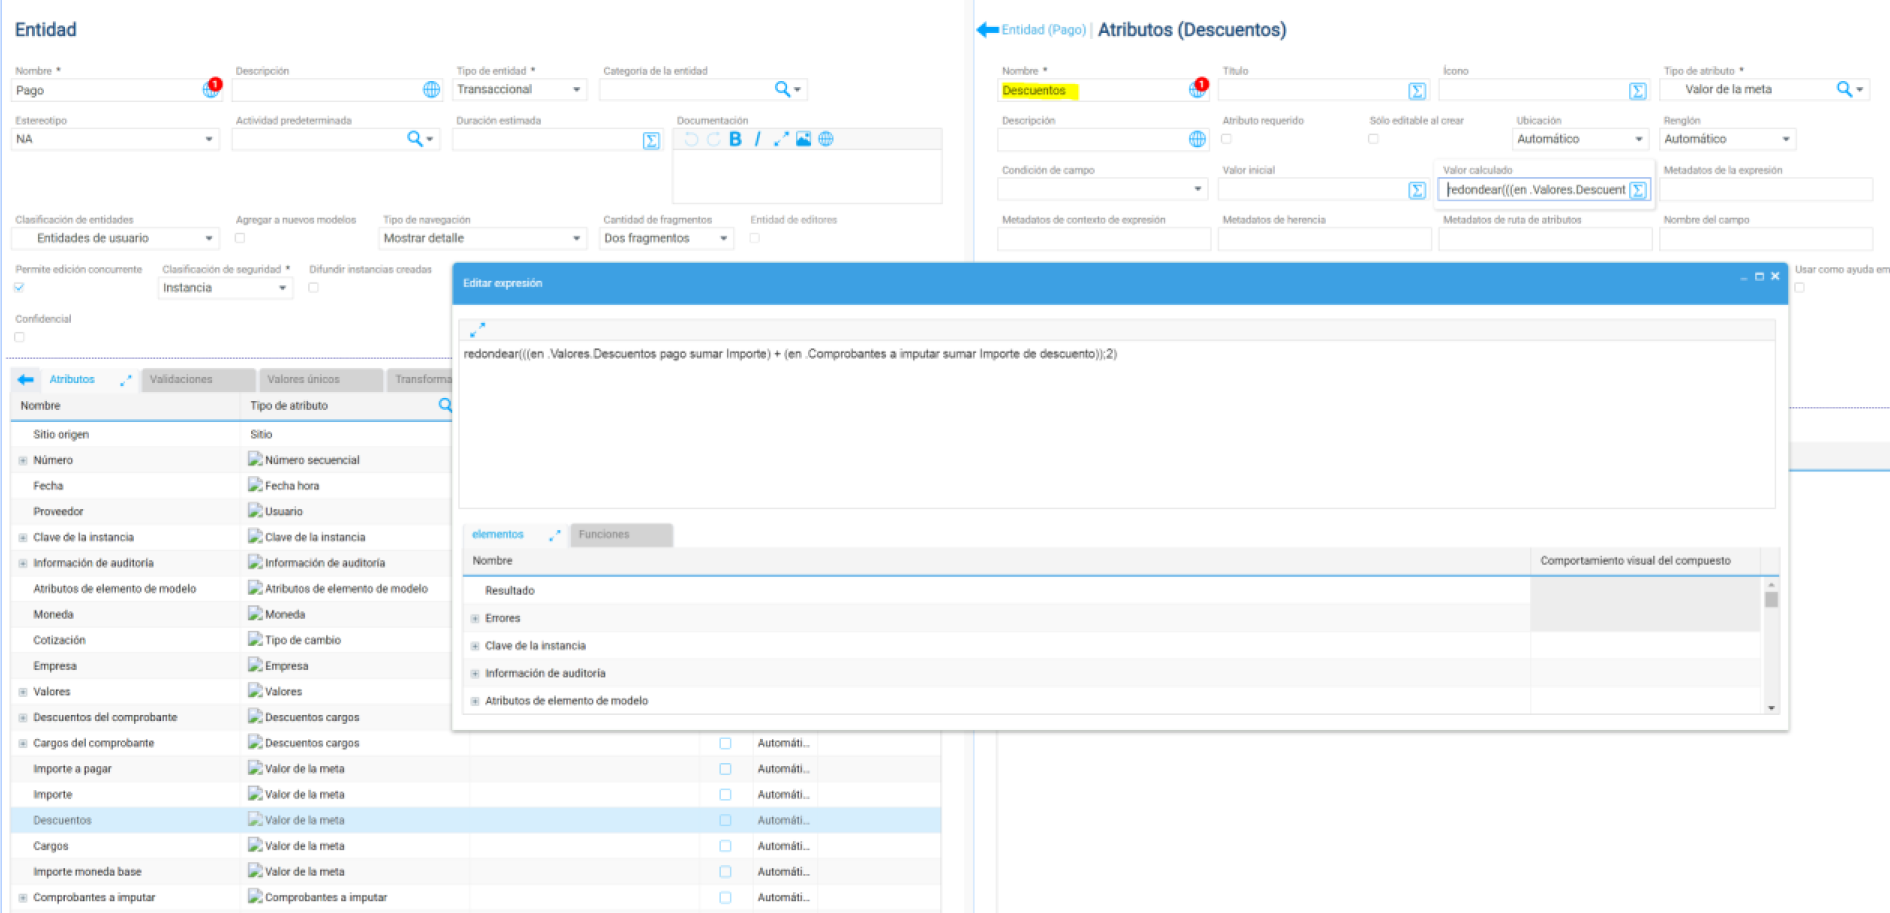 Entidad
Nombre *
Descripción
Tipo de entidad *
Categoría de la entidad
Pago
1
Transaccional
Estereotipo
Actividad predeterminada
Duración estimada
Documentación
NA
B I
Clasificación de entidades
Agregar a nuevos modelos
Tipo de navegación
Cantidad de fragmentos
Entidad de editores
Entidades de usuario
Mostrar detalle
Dos fragmentos
Permite edición concurrente
Clasificación de seguridad *
Difundir instancias creadas
Instancia
Confidencial
Atributos
Validaciones
Valores únicos
Transforma
Nombre
Tipo de atributo
Sitio origen
Sitio
Número
Número secuencial
Fecha
Fecha hora
Proveedor
Usuario
Clave de la instancia
Clave de la instancia
Información de auditoría
Información de auditoría
Atributos de elemento de modelo
Atributos de elemento de modelo
Moneda
Moneda
Cotización
Tipo de cambio
Empresa
Empresa
Valores
Valores
Descuentos del comprobante
Descuentos cargos
Cargos del comprobante
Descuentos cargos
Automáti...
Importe a pagar
Valor de la meta
Automáti...
Importe
Valor de la meta
Automáti...
Descuentos
Valor de la meta
Automáti...
Cargos
Valor de la meta
Automáti...
Importe moneda base
Valor de la meta
Automáti...
Comprobantes a imputar
Comprobantes a imputar
Automáti...
Entidad (Pago) | Atributos (Descuentos)
Nombre *
Título
Ícono
Tipo de atributo *
Descuentos
1
Σ
Σ
Valor de la meta
Descripción
Atributo requerido
Sólo editable al crear
Ubicación
Renglón
Automático
Automático
Condición de campo
Valor inicial
Valor calculado
Metadatos de la expresión
Σ
redondear(((en .Valores.Descuent
Σ
Metadatos de contexto de expresión
Metadatos de herencia
Metadatos de ruta de atributos
Nombre del campo
Usar como ayuda em
Editar expresión
redondear(((en .Valores.Descuentos pago sumar Importe) + (en .Comprobantes a imputar sumar Importe de descuento));2)
elementos
Funciones
Nombre
Comportamiento visual del compuesto
Resultado
Errores
Clave de la instancia
Información de auditoría
Atributos de elemento de modelo